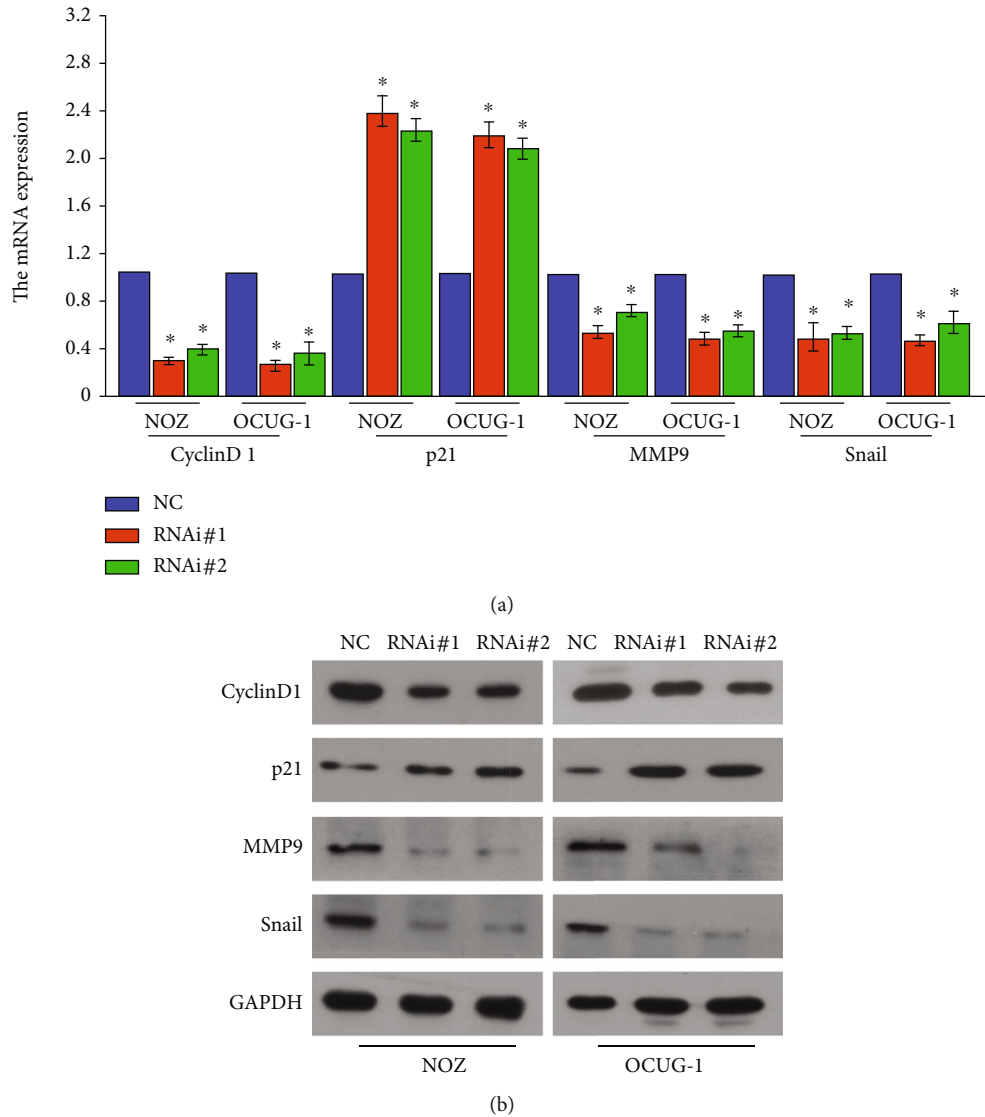 3.2
2.8
2.4
2.0
1.6
1.2
0.8
0.4
0
The mRNA expression
* * * * * * * * * * * * * * * *
NOZ OCUG-1 NOZ OCUG-1 NOZ OCUG-1 NOZ OCUG-1
CyclinD 1 p21 MMP9 Snail
NC
RNAi#1
RNAi#2
(a)
NC RNAi#1 RNAi#2 NC RNAi#1 RNAi#2
CyclinD1
p21
MMP9
Snail
GAPDH
NOZ OCUG-1
(b)